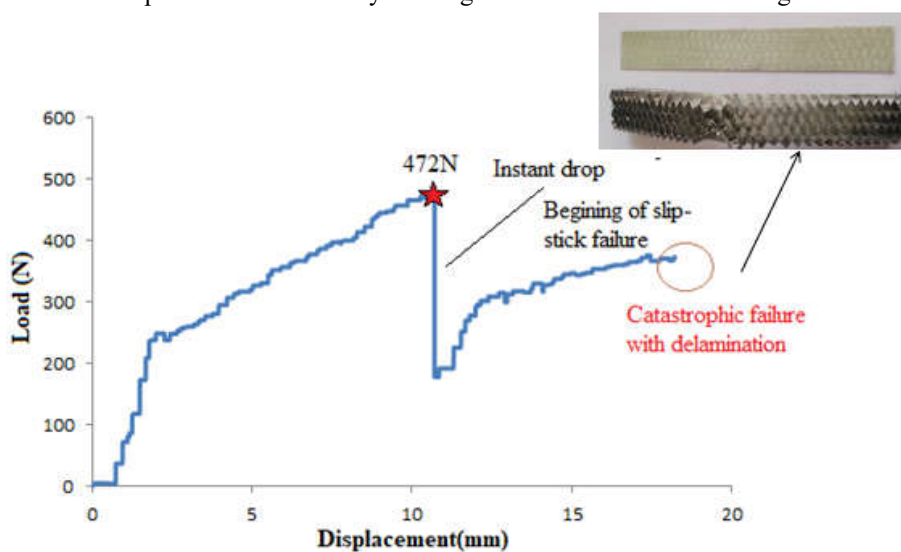 600
500
400
300
200
100
0
Load (N)
472N
Instant drop
Begining of slip-
stick failure
Catastrophic failure
with delamination
0
5
10
15
20
Displacement(mm)